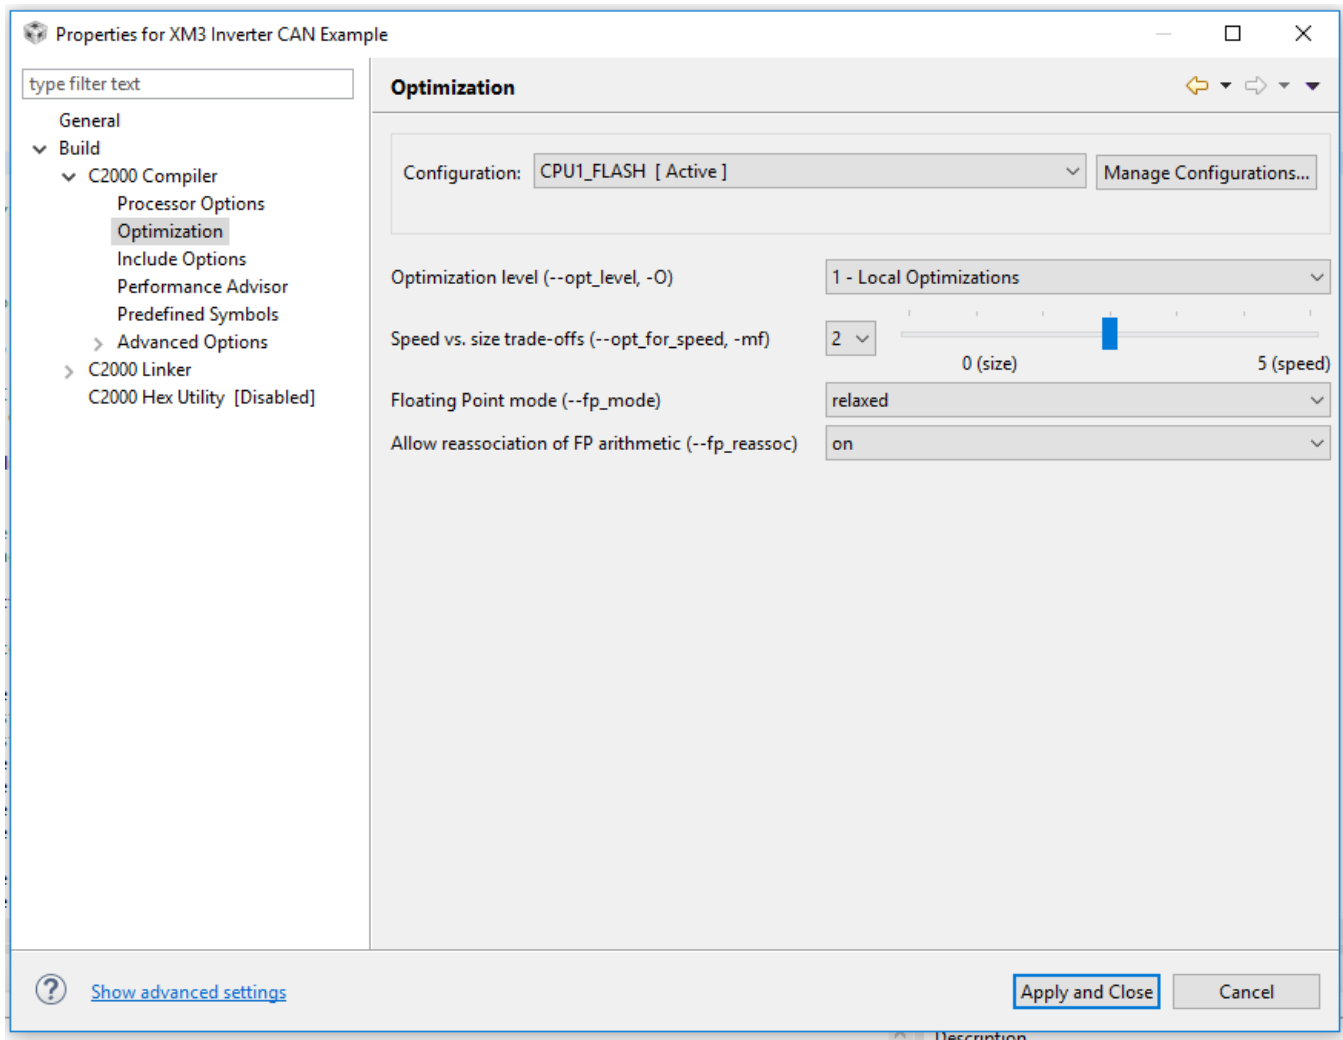 Properties for XM3 Inverter CAN Example
type filter text
General
Build
C2000 Compiler
Processor Options
Optimization
Include Options
Performance Advisor
Predefined Symbols
Advanced Options
C2000 Linker
C2000 Hex Utility [Disabled]
Optimization
Configuration: CPU1_FLASH [ Active ] Manage Configurations...
Optimization level (--opt_level, -O) 1 - Local Optimizations
Speed vs. size trade-offs (--opt_for_speed, -mf) 2
0 (size) 5 (speed)
Floating Point mode (--fp_mode) relaxed
Allow reassociation of FP arithmetic (--fp_reassoc) on
? Show advanced settings
Apply and Close Cancel
Description